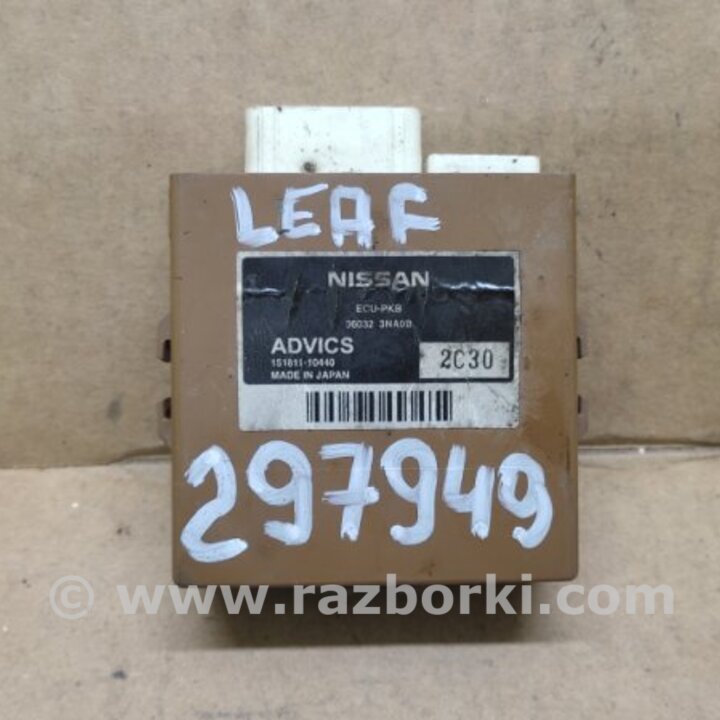 LEAF
NISSAN
ECU-PKB
36032 3NA0B
ADVICS
151811-10440
2C30
MADE IN JAPAN
297949
© www.razborki.com